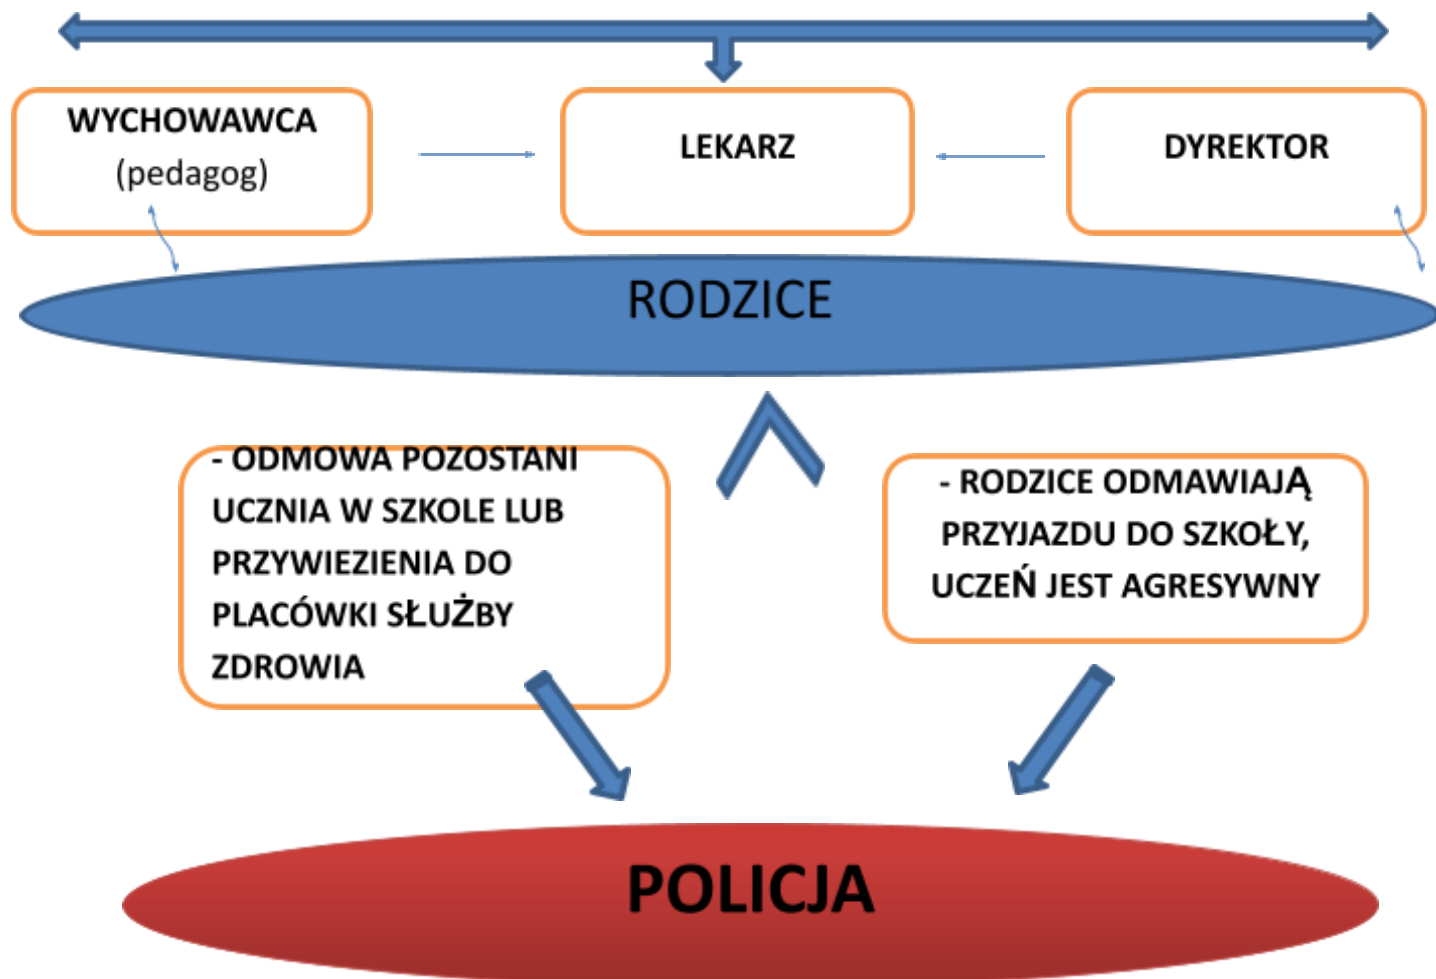 WYCHOWAWCA
(pedagog)
LEKARZ
DYREKTOR
RODZICE
- ODMOWA POZOSTANI
UCZNIA W SZKOLE LUB
PRZYWIEZIENIA DO
PLACÓWKI SŁUŻBY
ZDROWIA
- RODZICE ODMAWIAJĄ
PRZYJAZDU DO SZKOŁY,
UCZEŃ JEST AGRESYWNY
POLICJA